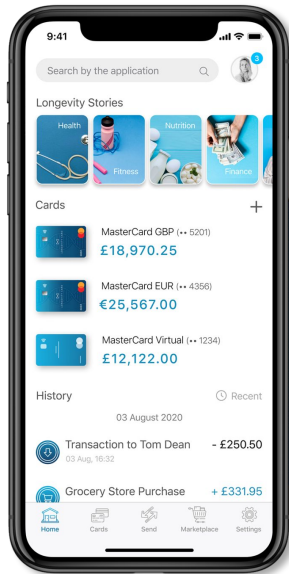 9:41
3
Search by the application
Longevity Stories
Health
Fitness
Nutrition
Finance
Cards
+
MasterCard GBP (•• 5201)
£18,970.25
MasterCard EUR (•• 4356)
€25,567.00
MasterCard Virtual (•• 1234)
£12,122.00
History
Recent
03 August 2020
Transaction to Tom Dean - £250.50
03 Aug, 16:32
Grocery Store Purchase + £331.95
Home Cards Send Marketplace Settings